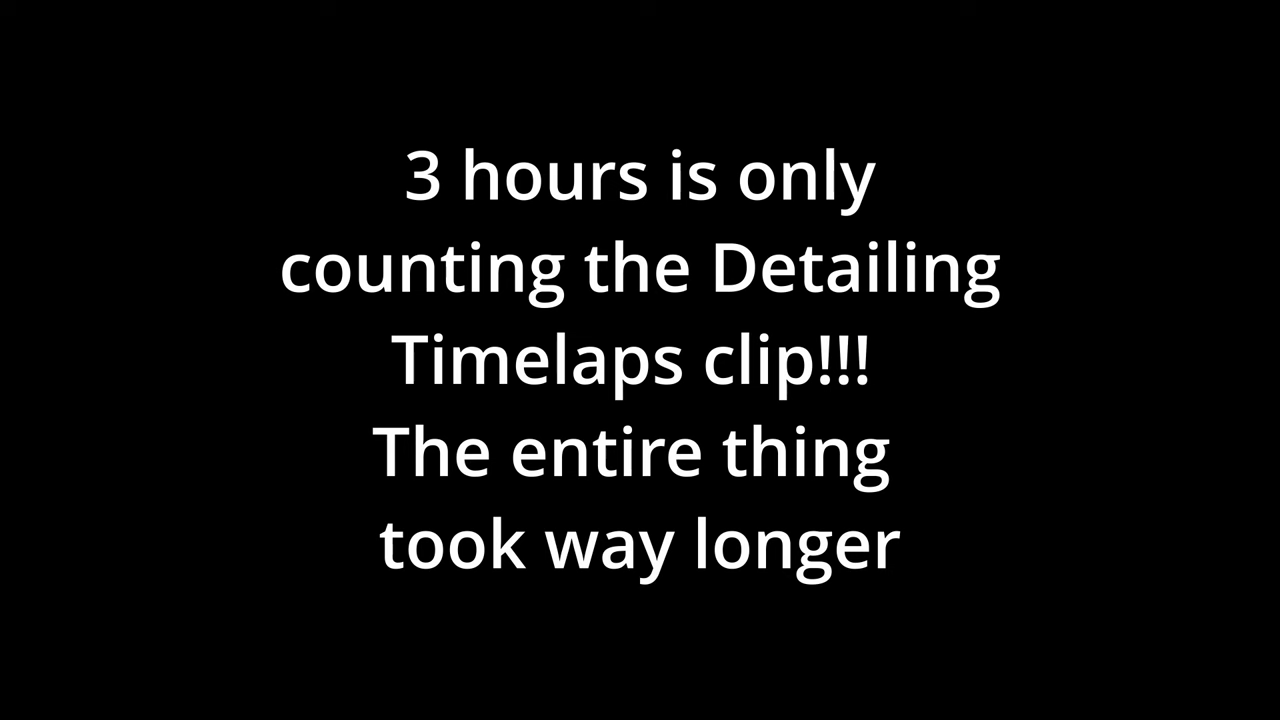 3 hours is only
counting the Detailing
Timelaps clip!!!
The entire thing
took way longer